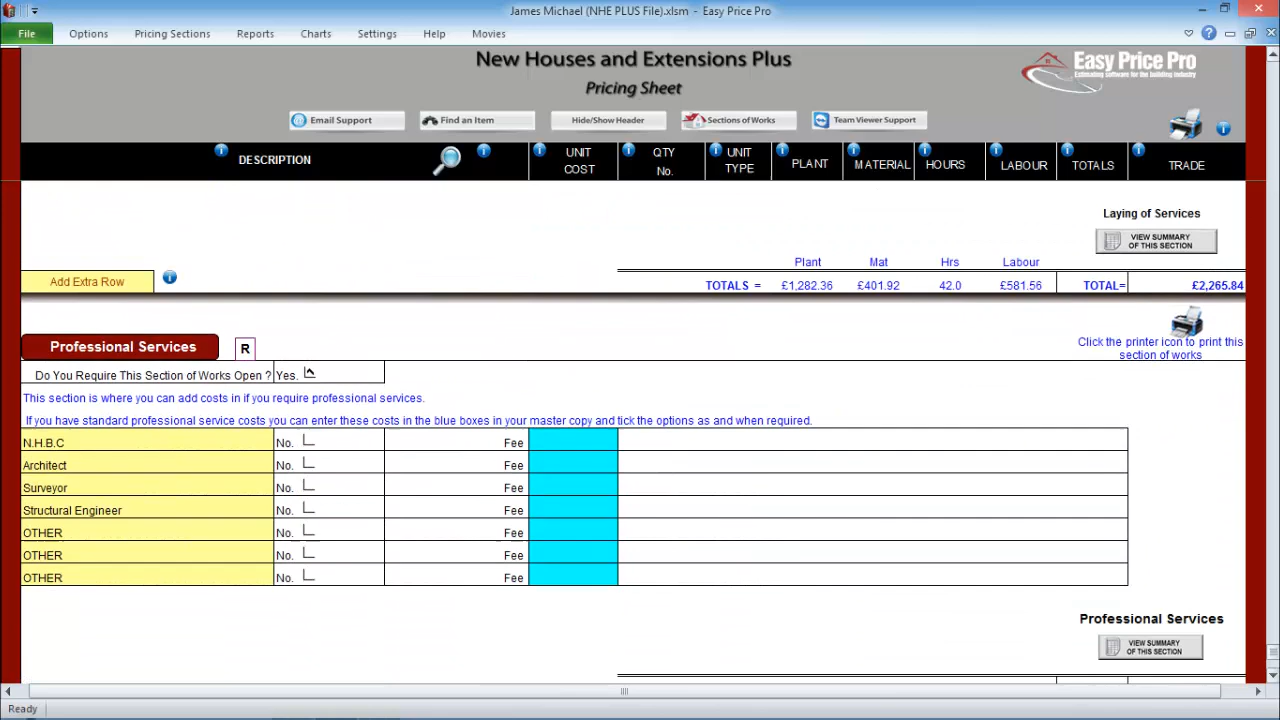 James Michael (NHE PLUS File).xlsm - Easy Price Pro
File Options Pricing Sections Reports Charts Settings Help Movies
New Houses and Extensions Plus
Pricing Sheet
Easy Price Pro
Estimating software for the building industry
Email Support Find an Item Hide/Show Header Sections of Works Team Viewer Support
DESCRIPTION UNIT COST QTY No. UNIT TYPE PLANT MATERIAL HOURS LABOUR TOTALS TRADE
Laying of Services
VIEW SUMMARY
OF THIS SECTION
Plant Mat Hrs Labour
Add Extra Row TOTALS = £1,282.36 £401.92 42.0 £581.56 TOTAL= £2,265.84
Professional Services R
Click the printer icon to print this
section of works
Do You Require This Section of Works Open ? Yes.
This section is where you can add costs in if you require professional services.
If you have standard professional service costs you can enter these costs in the blue boxes in your master copy and tick the options as and when required.
N.H.B.C No. Fee
Architect No. Fee
Surveyor No. Fee
Structural Engineer No. Fee
OTHER No. Fee
OTHER No. Fee
OTHER No. Fee
Professional Services
VIEW SUMMARY
OF THIS SECTION
Ready